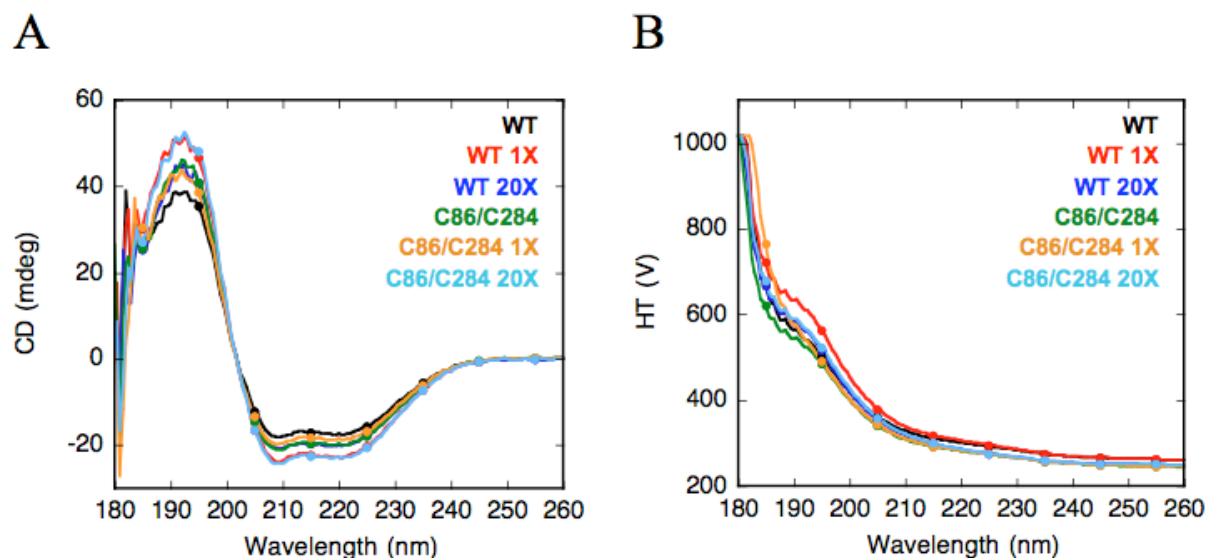 A
B
60
40
20
0
-20
180 190 200 210 220 230 240 250 260
Wavelength (nm)
CD (mdeg)
WT
WT 1X
WT 20X
C86/C284
C86/C284 1X
C86/C284 20X
1000
800
600
400
200
180 190 200 210 220 230 240 250 260
Wavelength (nm)
HT (V)
WT
WT 1X
WT 20X
C86/C284
C86/C284 1X
C86/C284 20X